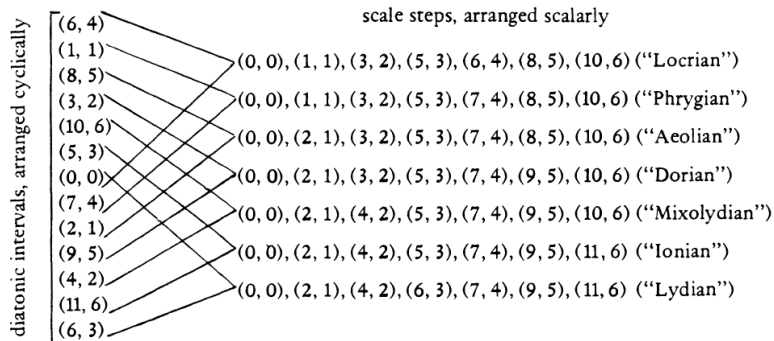 scale steps, arranged scalarly
diatonic intervals, arranged cyclically
(6, 4)
(1, 1)
(8, 5)
(3, 2)
(10, 6)
(5, 3)
(0, 0)
(7, 4)
(2, 1)
(9, 5)
(4, 2)
(11, 6)
(6, 3)
(0, 0), (1, 1), (3, 2), (5, 3), (6, 4), (8, 5), (10, 6) (“Locrian”)
(0, 0), (1, 1), (3, 2), (5, 3), (7, 4), (8, 5), (10, 6) (“Phrygian”)
(0, 0), (2, 1), (3, 2), (5, 3), (7, 4), (8, 5), (10, 6) (“Aeolian”)
(0, 0), (2, 1), (3, 2), (5, 3), (7, 4), (9, 5), (10, 6) (“Dorian”)
(0, 0), (2, 1), (4, 2), (5, 3), (7, 4), (9, 5), (10, 6) (“Mixolydian”)
(0, 0), (2, 1), (4, 2), (5, 3), (7, 4), (9, 5), (11, 6) (“Ionian”)
(0, 0), (2, 1), (4, 2), (6, 3), (7, 4), (9, 5), (11, 6) (“Lydian”)